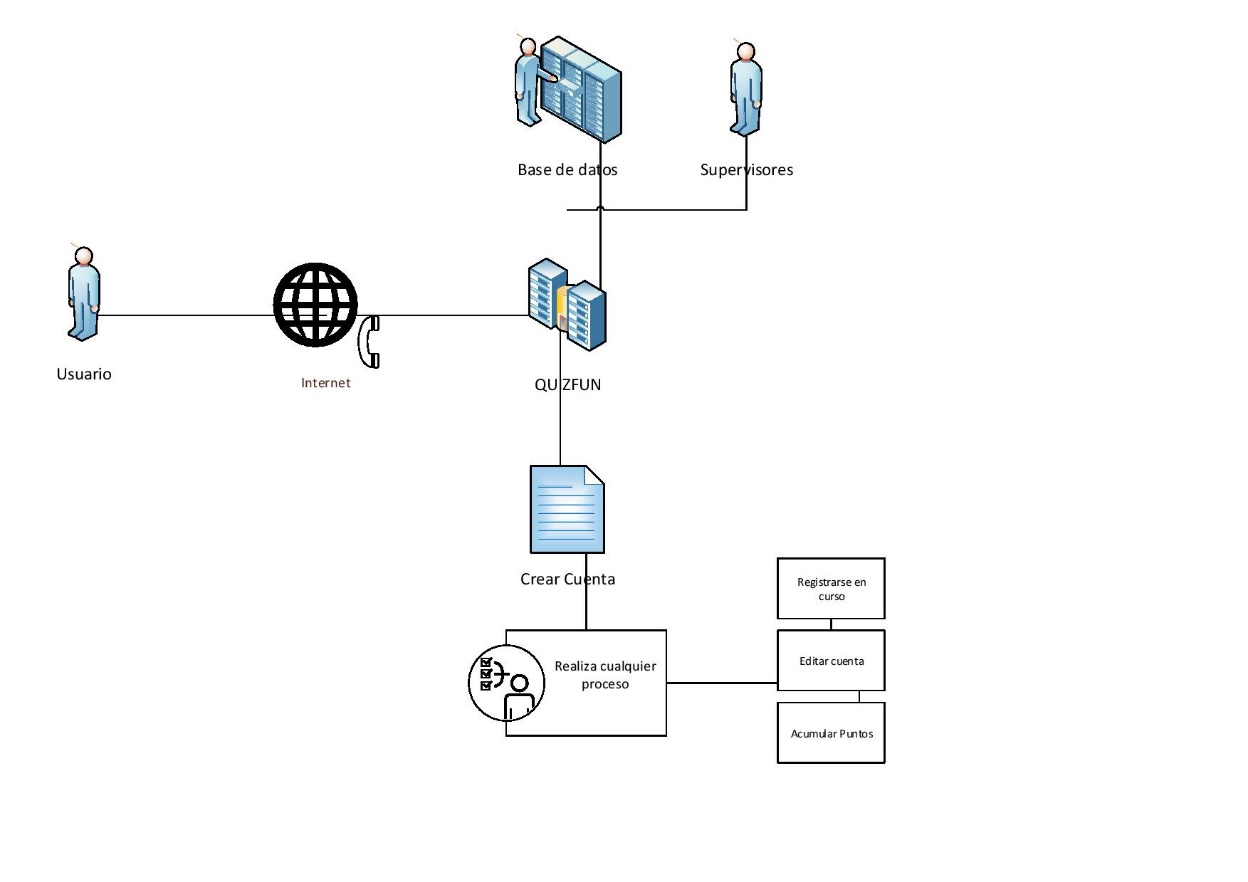 Base de datos
Supervisores
Usuario
Internet
QUIZFUN
Crear Cuenta
Realiza cualquier
proceso
Registrarse en
curso
Editar cuenta
Acumular Puntos